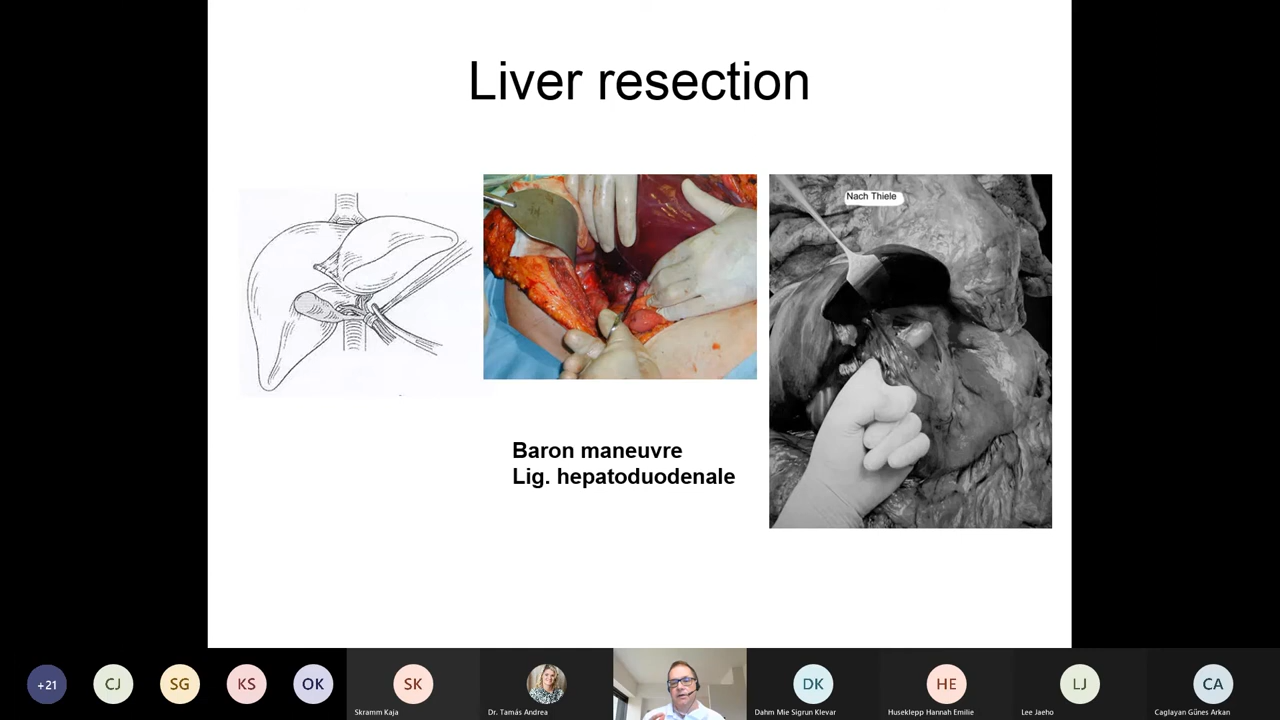 Liver resection
Nach Thiele
Baron maneuvre
Lig. hepatoduodenale
+21
CJ
SG
KS
OK
SK
DK
HE
LJ
CA
Skramm Kaja
Dr. Tamás Andrea
Dahm Mie Sigrun Klevar
Huseklepp Hannah Emilie
Lee Jaeho
Caglayan Günes Arkan